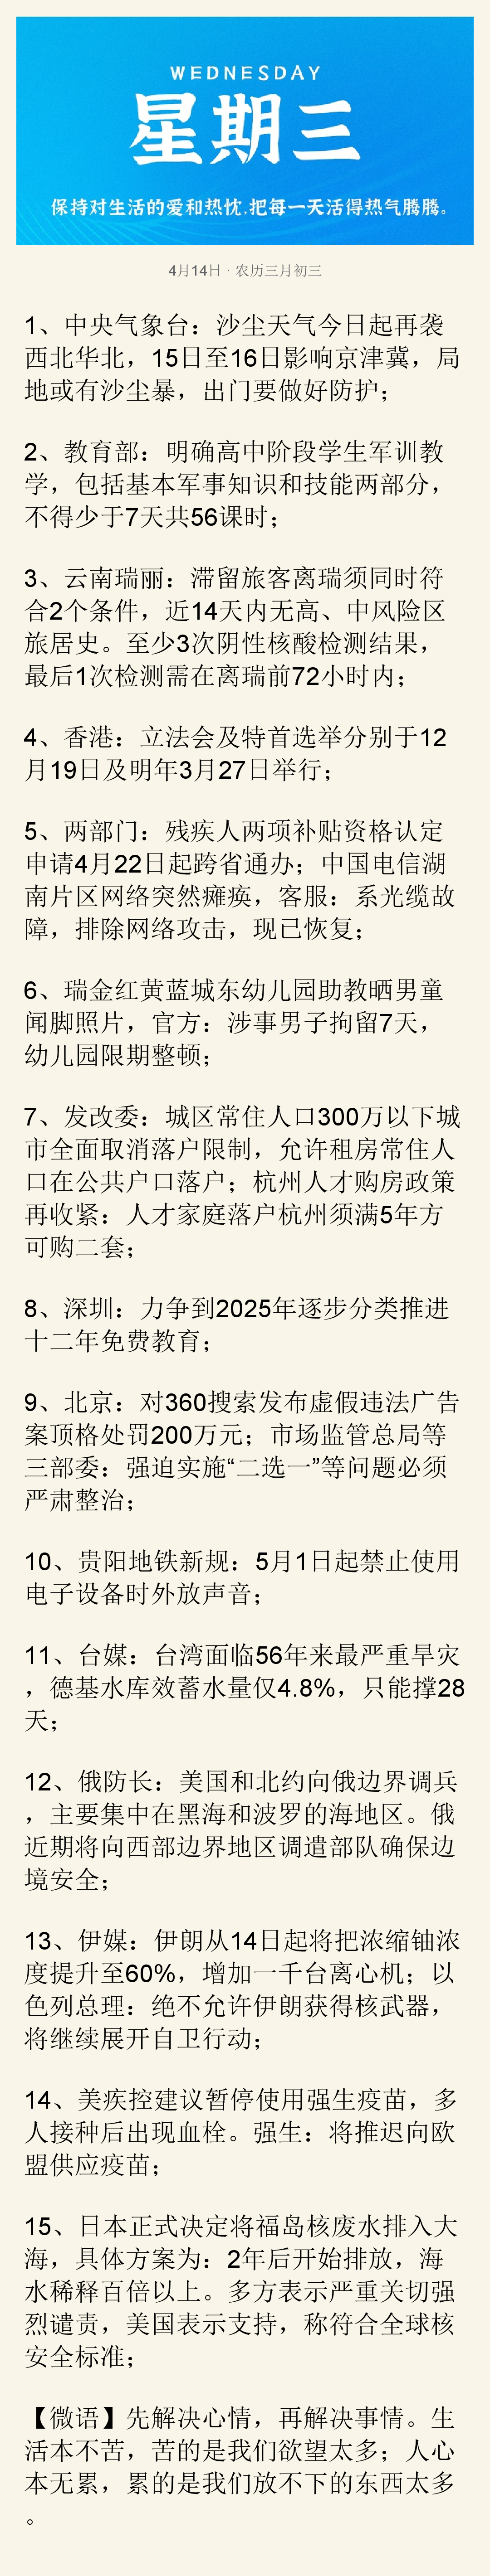 WEDNESDAY
星期三
保持对生活的爱和热忱,把每一天活得热气腾腾。
4月14日 · 农历三月初三
1、中央气象台：沙尘天气今日起再袭
西北华北，15日至16日影响京津冀，局
地或有沙尘暴，出门要做好防护；
2、教育部：明确高中阶段学生军训教
学，包括基本军事知识和技能两部分，
不得少于7天共56课时；
3、云南瑞丽：滞留旅客离瑞须同时符
合2个条件，近14天内无高、中风险区
旅居史。至少3次阴性核酸检测结果，
最后1次检测需在离瑞前72小时内；
4、香港：立法会及特首选举分别于12
月19日及明年3月27日举行；
5、两部门：残疾人两项补贴资格认定
申请4月22日起跨省通办；中国电信湖
南片区网络突然瘫痪，客服：系光缆故
障，排除网络攻击，现已恢复；
6、瑞金红黄蓝城东幼儿园助教晒男童
闻脚照片，官方：涉事男子拘留7天，
幼儿园限期整顿；
7、发改委：城区常住人口300万以下城
市全面取消落户限制，允许租房常住人
口在公共户口落户；杭州人才购房政策
再收紧：人才家庭落户杭州须满5年方
可购二套；
8、深圳：力争到2025年逐步分类推进
十二年免费教育；
9、北京：对360搜索发布虚假违法广告
案顶格处罚200万元；市场监管总局等
三部委：强迫实施“二选一”等问题必须
严肃整治；
10、贵阳地铁新规：5月1日起禁止使用
电子设备时外放声音；
11、台媒：台湾面临56年来最严重旱灾
，德基水库效蓄水量仅4.8%，只能撑28
天；
12、俄防长：美国和北约向俄边界调兵
，主要集中在黑海和波罗的海地区。俄
近期将向西部边界地区调遣部队确保边
境安全；
13、伊媒：伊朗从14日起将把浓缩铀浓
度提升至60%，增加一千台离心机；以
色列总理：绝不允许伊朗获得核武器，
将继续展开自卫行动；
14、美疾控建议暂停使用强生疫苗，多
人接种后出现血栓。强生：将推迟向欧
盟供应疫苗；
15、日本正式决定将福岛核废水排入大
海，具体方案为：2年后开始排放，海
水稀释百倍以上。多方表示严重关切强
烈谴责，美国表示支持，称符合全球核
安全标准；
【微语】先解决心情，再解决事情。生
活本不苦，苦的是我们欲望太多；人心
本无累，累的是我们放不下的东西太多
。